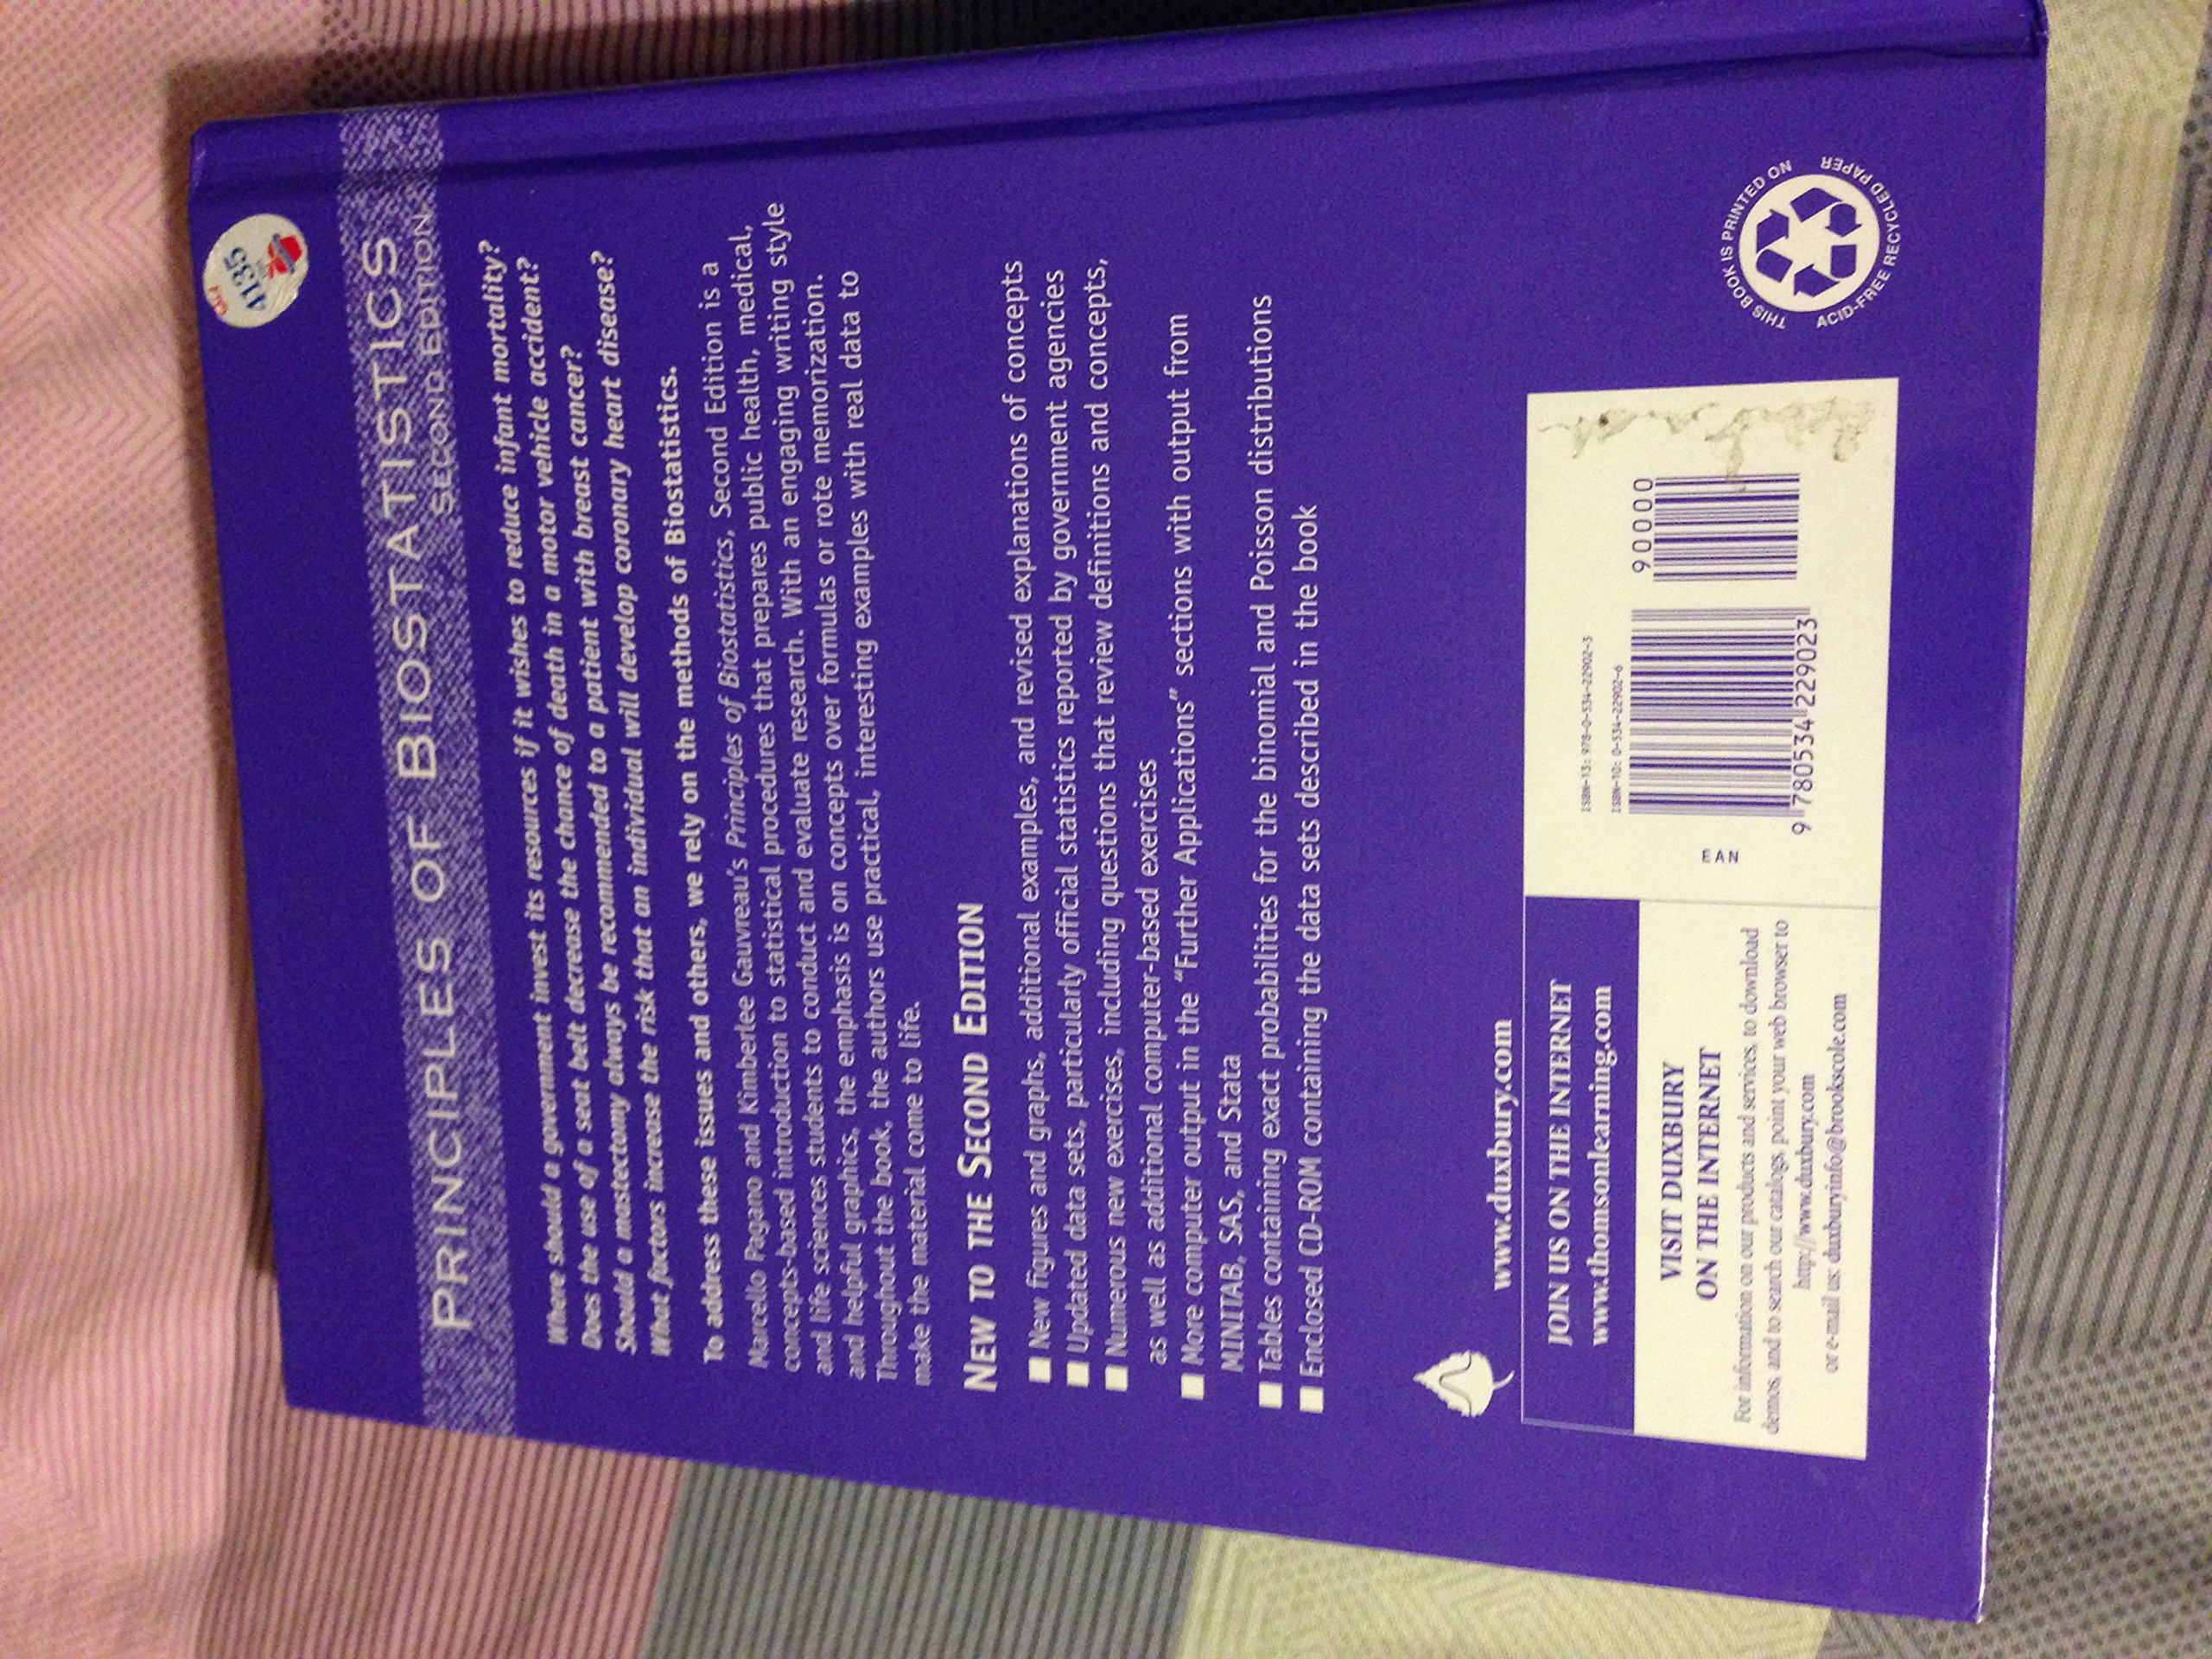 4135
PRINCIPLES OF BIOSTATISTICS
SECOND EDITION
Where should a government invest its resources if it wishes to reduce infant mortality?
Does the use of a seat belt decrease the chance of death in a motor vehicle accident?
Should a mastectomy always be recommended to a patient with breast cancer?
What factors increase the risk that an individual will develop coronary heart disease?
To address these issues and others, we rely on the methods of Biostatistics.
Marcello Pagano and Kimberlee Gauvreau's Principles of Biostatistics, Second Edition is a
concepts-based introduction to statistical procedures that prepares public health, medical,
and life sciences students to conduct and evaluate research. With an engaging writing style
and helpful graphics, the emphasis is on concepts over formulas or rote memorization.
Throughout the book, the authors use practical, interesting examples with real data to
make the material come to life.
NEW TO THE SECOND EDITION
■ New figures and graphs, additional examples, and revised explanations of concepts
■ Updated data sets, particularly official statistics reported by government agencies
■ Numerous new exercises, including questions that review definitions and concepts,
as well as additional computer-based exercises
■ More computer output in the “Further Applications” sections with output from
MINITAB, SAS, and Stata
■ Tables containing exact probabilities for the binomial and Poisson distributions
■ Enclosed CD-ROM containing the data sets described in the book
www.duxbury.com
JOIN US ON THE INTERNET
www.thomsonlearning.com
VISIT DUXBURY
ON THE INTERNET
For information on our products and services, to download
demos, and to search our catalogs, point your web browser to
http://www.duxbury.com
or e-mail us: duxburyinfo@brookscole.com
ISBN-13: 978-0-534-22902-3
ISBN-10: 0-534-22902-6
90000
EAN
9 780534 229023
THIS BOOK IS PRINTED ON
ACID-FREE RECYCLED PAPER